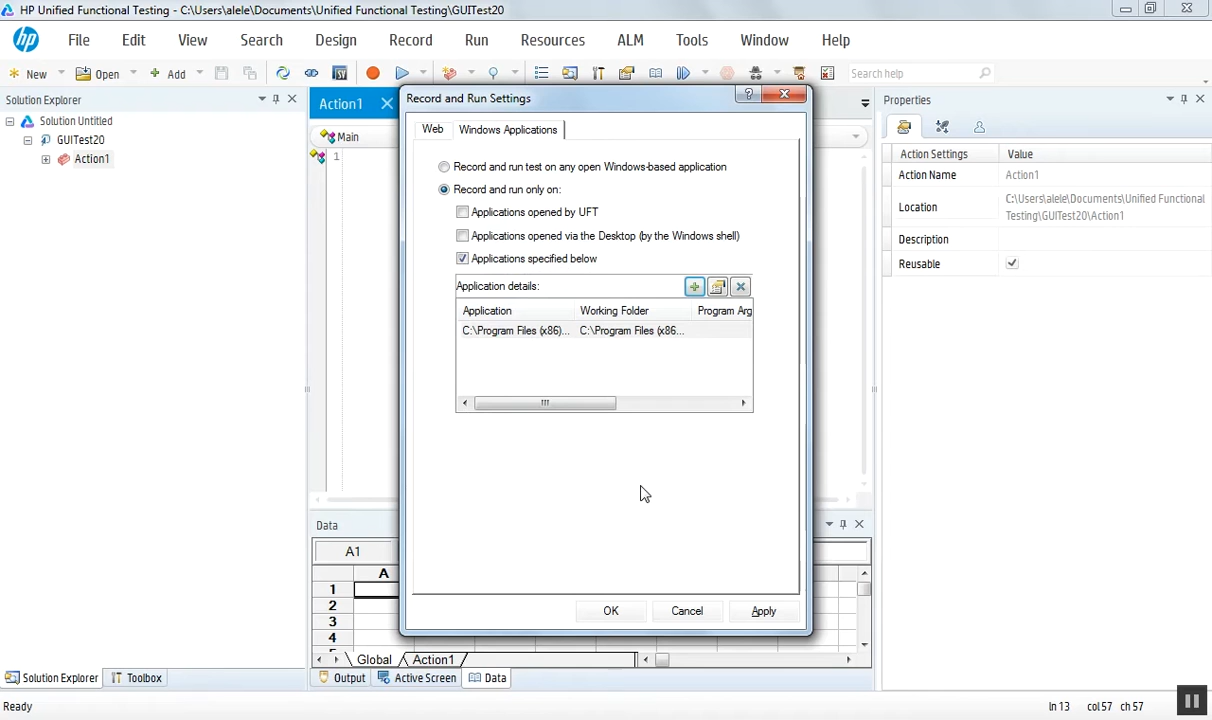 HP Unified Functional Testing - C:\Users\alele\Documents\Unified Functional Testing\GUITest20
hp File Edit View Search Design Record Run Resources ALM Tools Window Help
New Open Add Search help
Solution Explorer
Solution Untitled
GUITest20
Action1
Action1
Main
1
Record and Run Settings
Web Windows Applications
Record and run test on any open Windows-based application
Record and run only on:
Applications opened by UFT
Applications opened via the Desktop (by the Windows shell)
Applications specified below
Application details:
Application Working Folder Program Arg
C:\Program Files (x86)... C:\Program Files (x86...
OK Cancel Apply
Properties
Action Settings Value
Action Name Action1
Location C:\Users\alele\Documents\Unified Functional
Testing\GUITest20\Action1
Description
Reusable
Data
A1
A
1
2
3
4
Global Action1
Solution Explorer Toolbox Output Active Screen Data
Ready ln 13 col 57 ch 57